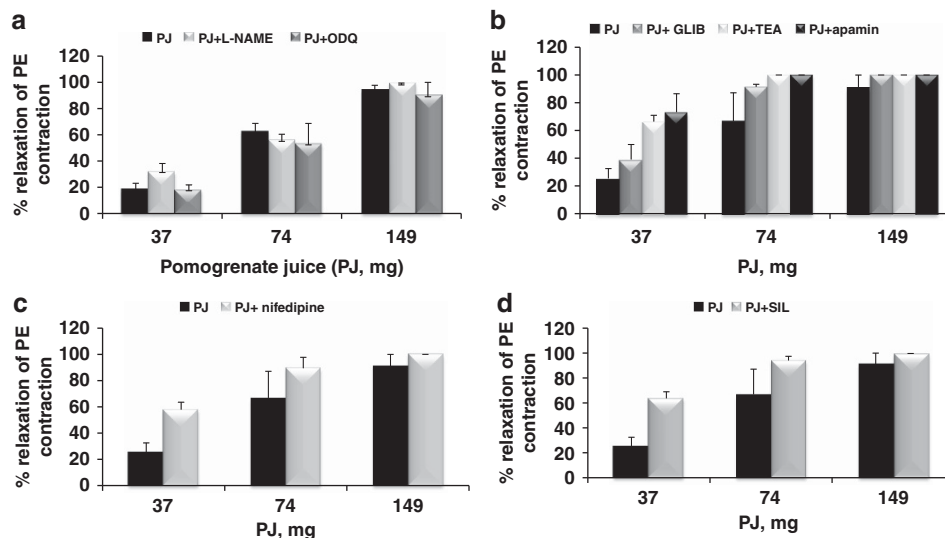 a
PJ PJ+L-NAME PJ+ODQ
% relaxation of PE
contraction
120
100
80
60
40
20
0
37 74 149
Pomogrenate juice (PJ, mg)
b
PJ PJ+ GLIB PJ+TEA PJ+apamin
% relaxation of PE
contraction
120
100
80
60
40
20
0
37 74 149
PJ, mg
c
PJ PJ+ nifedipine
% relaxation of PE
contraction
120
100
80
60
40
20
0
37 74 149
PJ, mg
d
PJ PJ+SIL
% relaxation of PE
contraction
120
100
80
60
40
20
0
37 74 149
PJ, mg